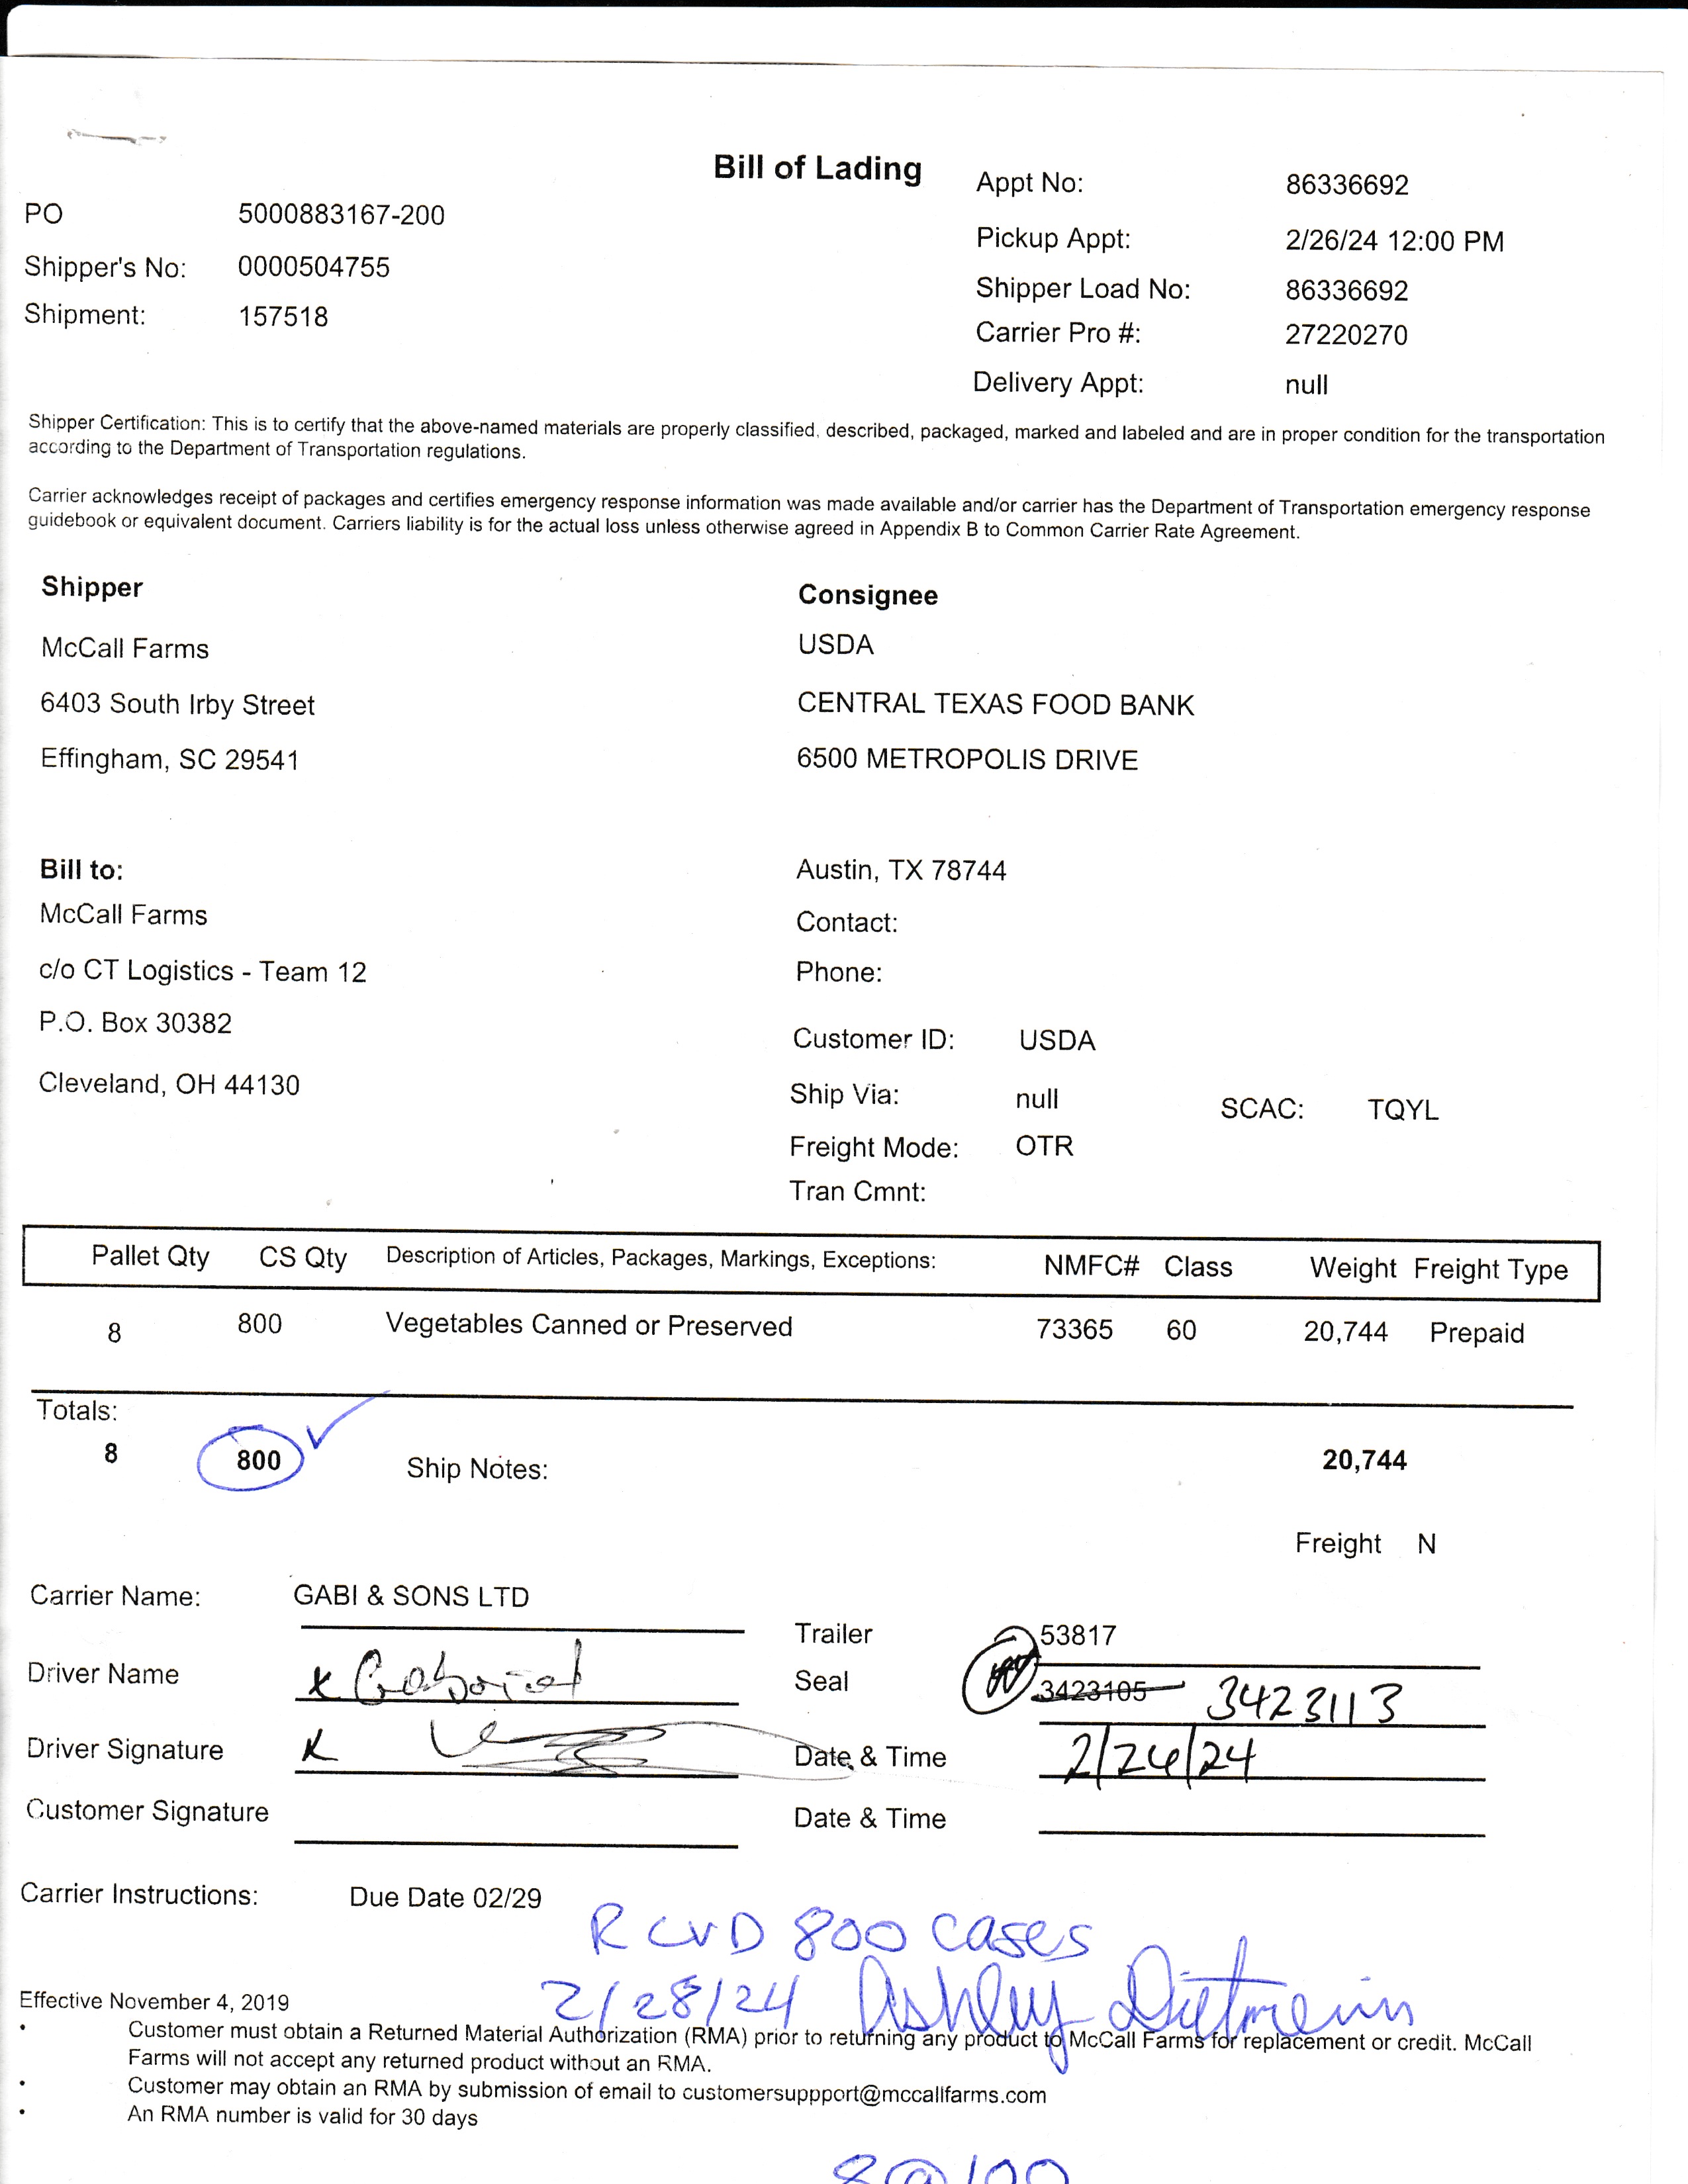 Bill of Lading
PO 5000883167-200
Shipper's No: 0000504755
Shipment: 157518
Appt No: 86336692
Pickup Appt: 2/26/24 12:00 PM
Shipper Load No: 86336692
Carrier Pro #: 27220270
Delivery Appt: null
Shipper Certification: This is to certify that the above-named materials are properly classified, described, packaged, marked and labeled and are in proper condition for the transportation
according to the Department of Transportation regulations.
Carrier acknowledges receipt of packages and certifies emergency response information was made available and/or carrier has the Department of Transportation emergency response
guidebook or equivalent document. Carriers liability is for the actual loss unless otherwise agreed in Appendix B to Common Carrier Rate Agreement.
Shipper
McCall Farms
6403 South Irby Street
Effingham, SC 29541
Consignee
USDA
CENTRAL TEXAS FOOD BANK
6500 METROPOLIS DRIVE
Austin, TX 78744
Contact:
Phone:
Bill to:
McCall Farms
c/o CT Logistics - Team 12
P.O. Box 30382
Cleveland, OH 44130
Customer ID: USDA
Ship Via: null SCAC: TQYL
Freight Mode: OTR
Tran Cmnt:
Pallet Qty CS Qty Description of Articles, Packages, Markings, Exceptions: NMFC# Class Weight Freight Type
8 800 Vegetables Canned or Preserved 73365 60 20,744 Prepaid
Totals:
8 800 Ship Notes: 20,744
Freight N
Carrier Name: GABI & SONS LTD
Trailer 53817
Driver Name x Gabriel
Seal 3423105 3423113
Driver Signature x
Date & Time 2/26/24
Customer Signature
Date & Time
Carrier Instructions: Due Date 02/29
RCVD 800 cases
2/28/24 Ashley Dietmann
Effective November 4, 2019
• Customer must obtain a Returned Material Authorization (RMA) prior to returning any product to McCall Farms for replacement or credit. McCall
Farms will not accept any returned product without an RMA.
• Customer may obtain an RMA by submission of email to customersuppport@mccallfarms.com
• An RMA number is valid for 30 days
8@100